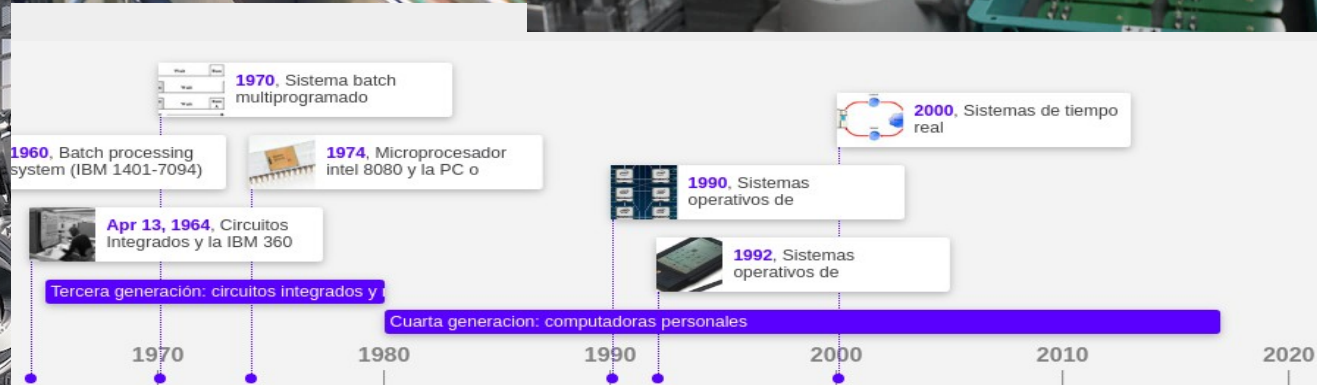 1970, Sistema batch
multiprogramado
2000, Sistemas de tiempo
real
1960, Batch processing
system (IBM 1401-7094)
1974, Microprocesador
intel 8080 y la PC o
1990, Sistemas
operativos de
Apr 13, 1964, Circuitos
Integrados y la IBM 360
1992, Sistemas
operativos de
Tercera generación: circuitos integrados y
Cuarta generacion: computadoras personales
1970 1980 1990 2000 2010 2020